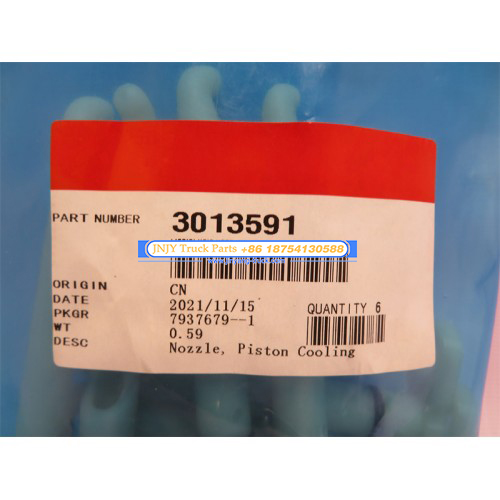 PART NUMBER 3013591
JNJY Truck Parts +86 18754130588
ORIGIN CN
DATE 2021/11/15
QUANTITY 6
PKGR 7937679--1
WT 0.59
DESC Nozzle, Piston Cooling